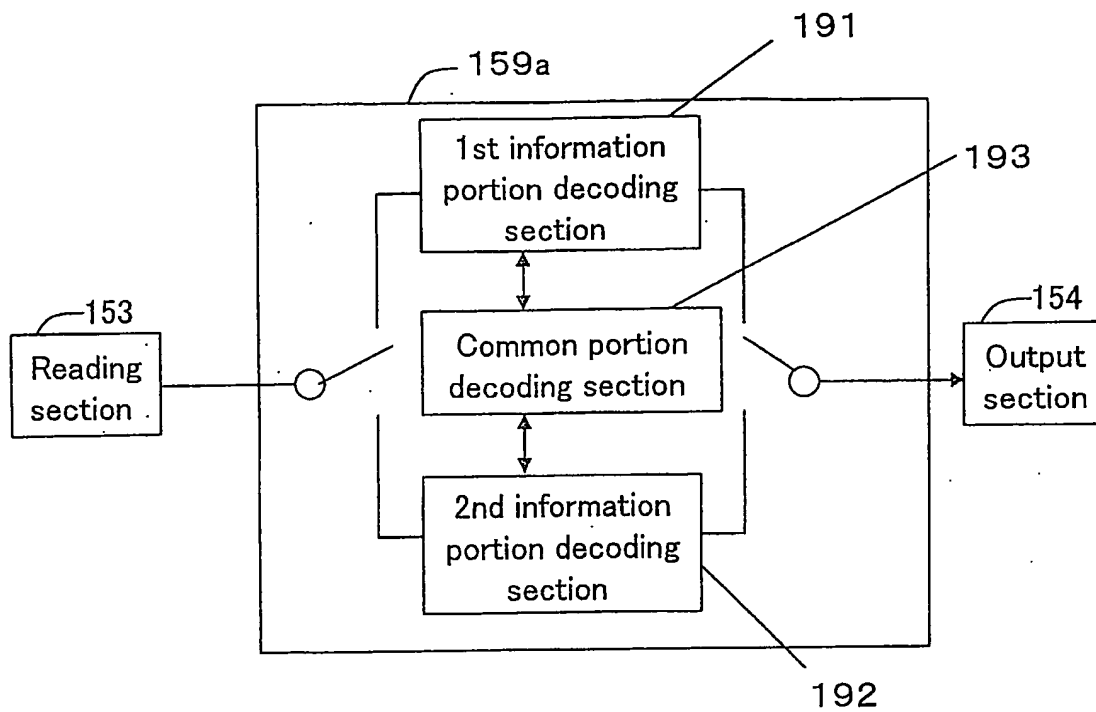 191
159a
1st information
portion decoding
section
193
153
Reading
section
Common portion
decoding section
154
Output
section
2nd information
portion decoding
section
192